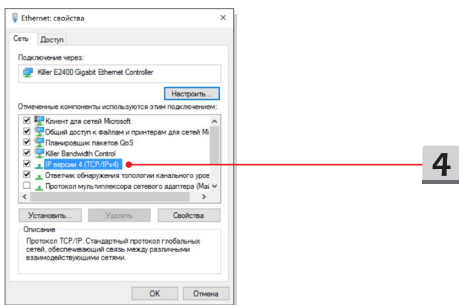 Ethernet: свойства
Сеть Доступ
Подключение через:
Killer E2400 Gigabit Ethernet Controller
Настроить...
Отмеченные компоненты используются этим подключением:
Клиент для сетей Microsoft
Общий доступ к файлам и принтерам для сетей Mi
Планировщик пакетов QoS
Killer Bandwidth Control
IP версии 4 (TCP/IPv4)
4
Ответчик обнаружения топологии канального уров
Протокол мультиплексора сетевого адаптера (Май
Установить... Удалить Свойства
Описание
Протокол TCP/IP. Стандартный протокол глобальных
сетей, обеспечивающий связь между различными
взаимодействующими сетями.
OK Отмена